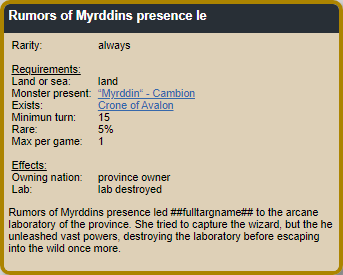 Rumors of Myrddins presence le
Rarity: always
Requirements:
Land or sea: land
Monster present: "Myrddin" - Cambion
Exists: Crone of Avalon
Minimun turn: 15
Rare: 5%
Max per game: 1
Effects:
Owning nation: province owner
Lab: lab destroyed
Rumors of Myrddins presence led ##fulltargname## to the arcane
laboratory of the province. She tried to capture the wizard, but the he
unleashed vast powers, destroying the laboratory before escaping
into the wild once more.